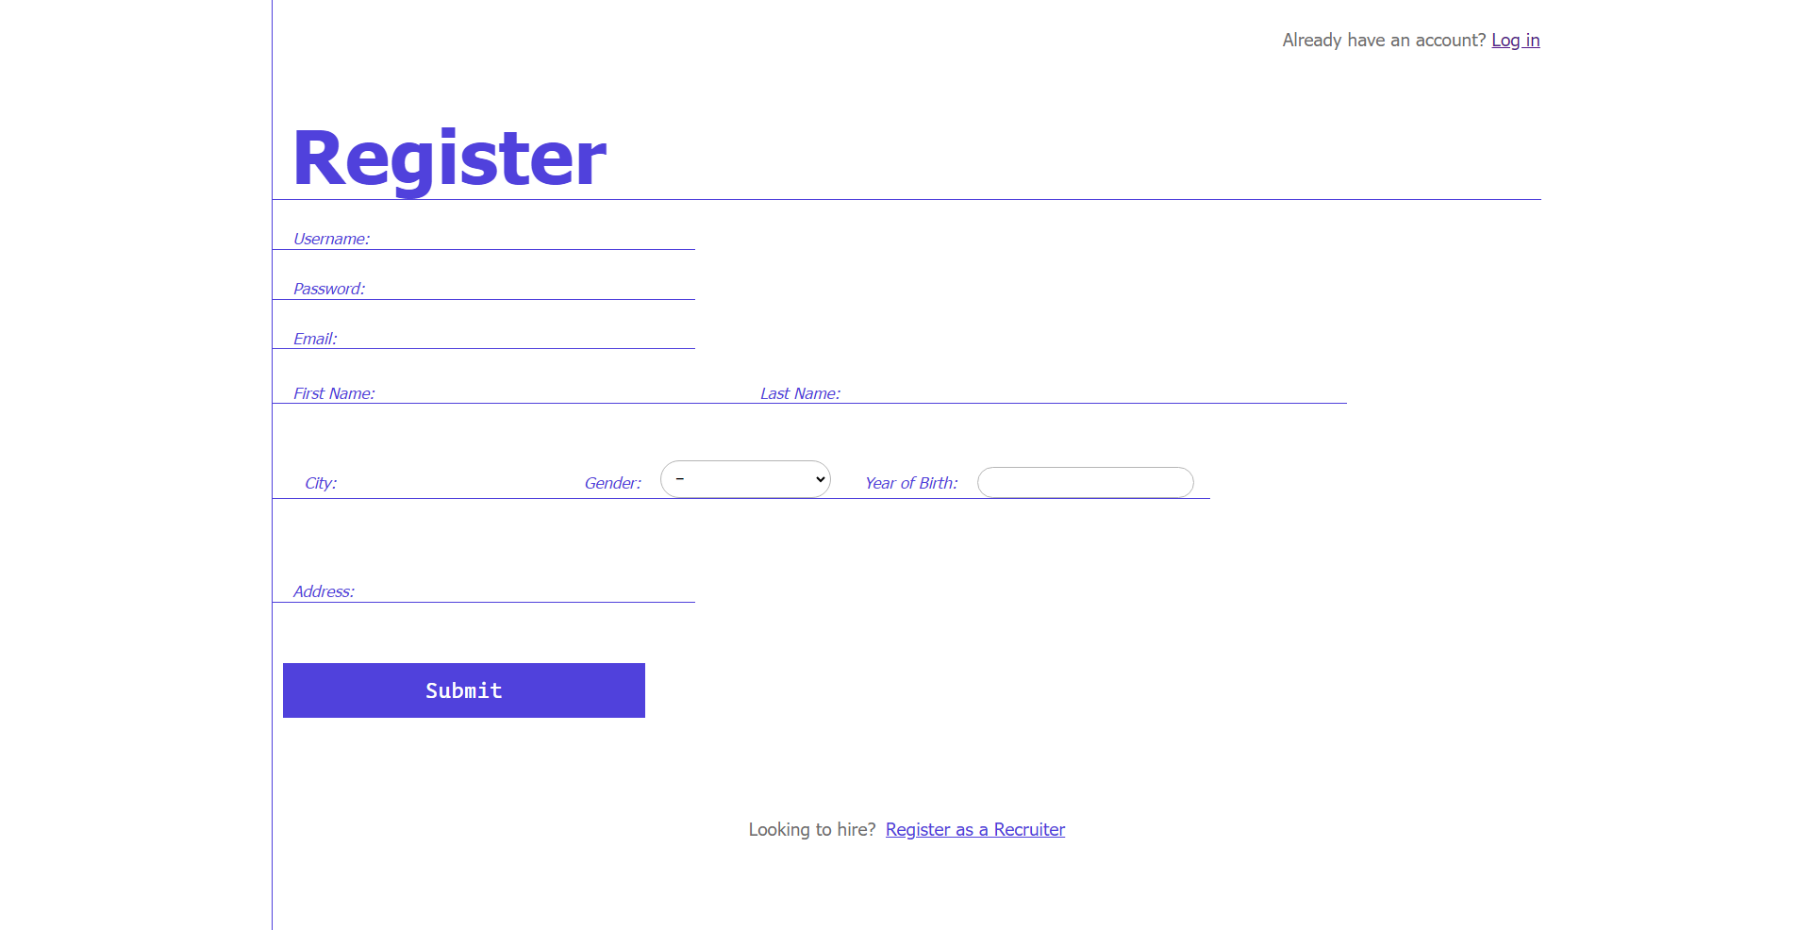 Already have an account? Log in
Register
Username:
Password:
Email:
First Name: Last Name:
City: Gender: – Year of Birth:
Address:
Submit
Looking to hire? Register as a Recruiter